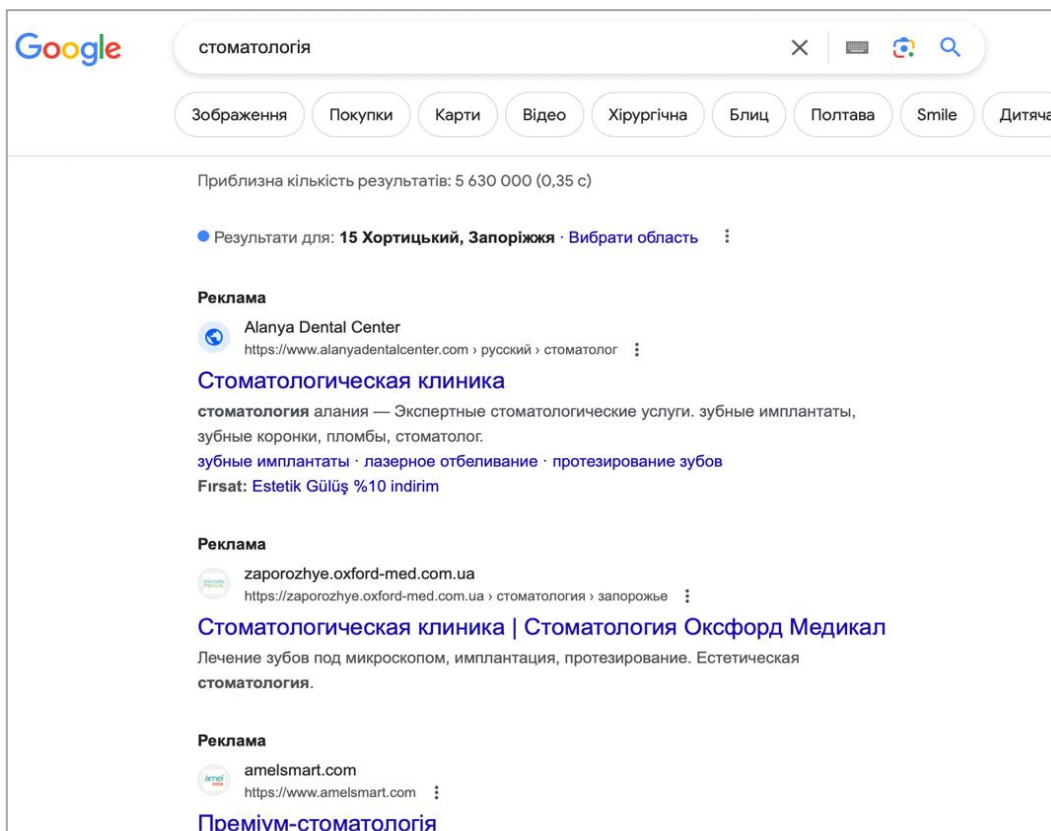 Google
стоматологія
Зображення Покупки Карти Відео Хірургічна Блиц Полтава Smile Дитяча
Приблизна кількість результатів: 5 630 000 (0,35 с)
Результати для: 15 Хортицький, Запоріжжя · Вибрати область
Реклама
Alanya Dental Center
https://www.alanyadentalcenter.com › русский › стоматолог
Стоматологическая клиника
стоматология алания — Экспертные стоматологические услуги. зубные имплантаты,
зубные коронки, пломбы, стоматолог.
зубные имплантаты · лазерное отбеливание · протезирование зубов
Fırsat: Estetik Gülüş %10 indirim
Реклама
zaporozhye.oxford-med.com.ua
https://zaporozhye.oxford-med.com.ua › стоматология › запорожье
Стоматологическая клиника | Стоматология Оксфорд Медикал
Лечение зубов под микроскопом, имплантация, протезирование. Естетическая
стоматология.
Реклама
amelsmart.com
https://www.amelsmart.com
Преміум-стоматологія